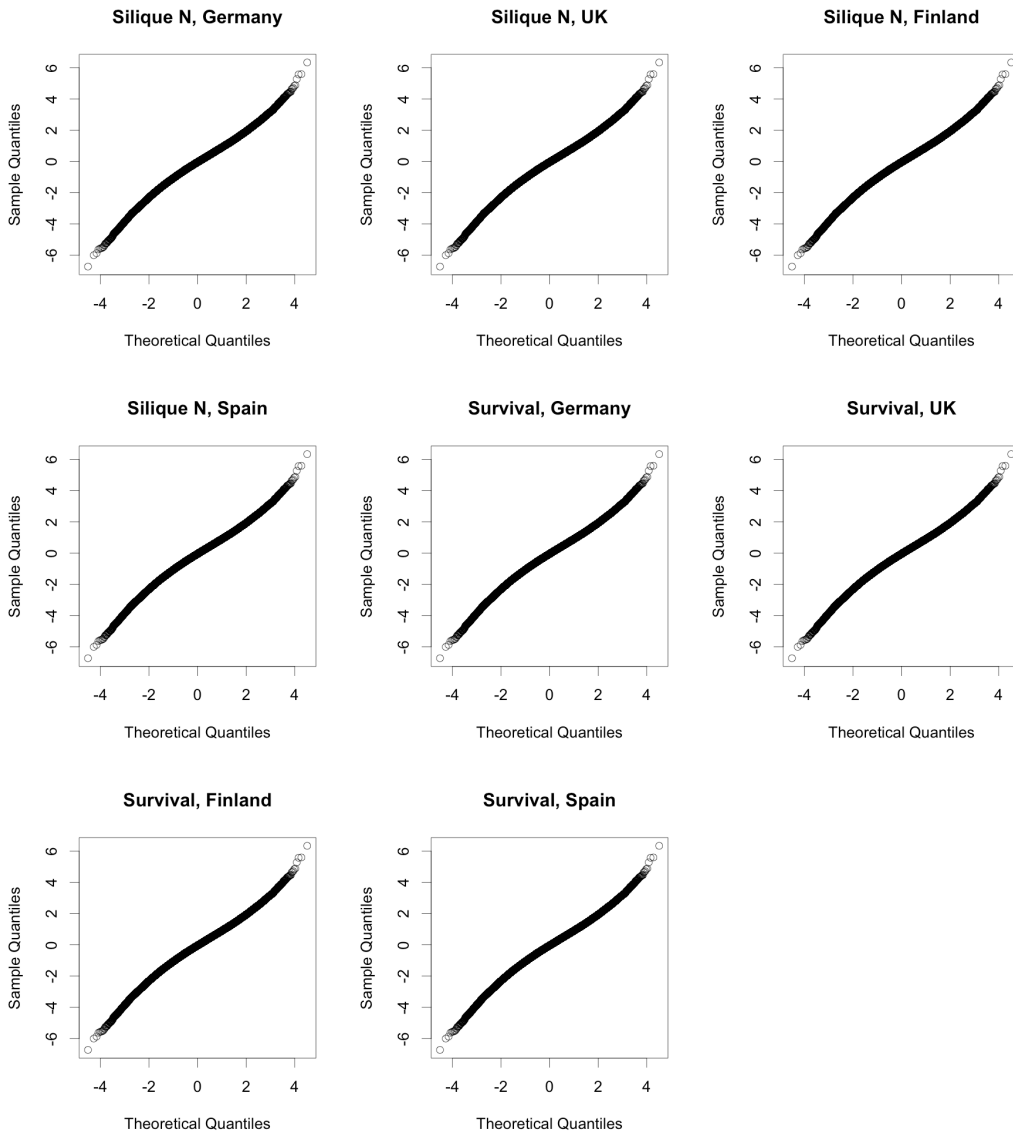 Silique N, Germany
Sample Quantiles
6
4
2
0
-2
-4
-6
-4 -2 0 2 4
Theoretical Quantiles
Silique N, UK
Sample Quantiles
6
4
2
0
-2
-4
-6
-4 -2 0 2 4
Theoretical Quantiles
Silique N, Finland
Sample Quantiles
6
4
2
0
-2
-4
-6
-4 -2 0 2 4
Theoretical Quantiles
Silique N, Spain
Sample Quantiles
6
4
2
0
-2
-4
-6
-4 -2 0 2 4
Theoretical Quantiles
Survival, Germany
Sample Quantiles
6
4
2
0
-2
-4
-6
-4 -2 0 2 4
Theoretical Quantiles
Survival, UK
Sample Quantiles
6
4
2
0
-2
-4
-6
-4 -2 0 2 4
Theoretical Quantiles
Survival, Finland
Sample Quantiles
6
4
2
0
-2
-4
-6
-4 -2 0 2 4
Theoretical Quantiles
Survival, Spain
Sample Quantiles
6
4
2
0
-2
-4
-6
-4 -2 0 2 4
Theoretical Quantiles